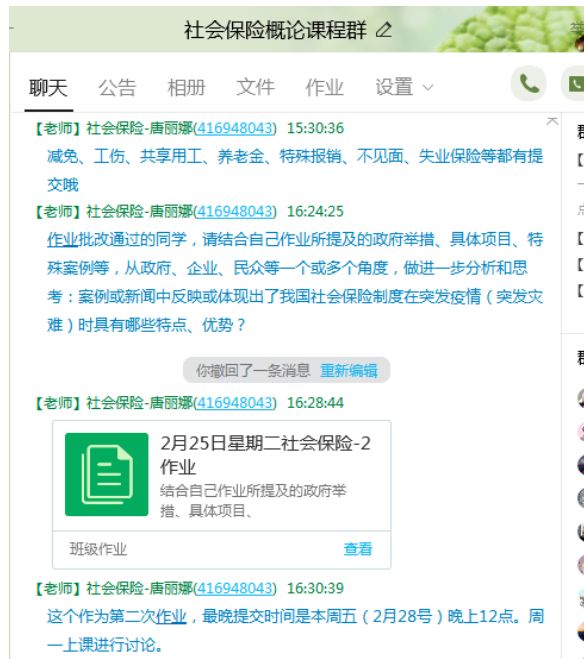 社会保险概论课程群
聊天 公告 相册 文件 作业 设置
【老师】社会保险-唐丽娜(416948043) 15:30:36
减免、工伤、共享用工、养老金、特殊报销、不见面、失业保险等都有提
交哦
【老师】社会保险-唐丽娜(416948043) 16:24:25
作业批改通过的同学，请结合自己作业所提及的政府举措、具体项目、特
殊案例等，从政府、企业、民众等一个或多个角度，做进一步分析和思
考：案例或新闻中反映或体现出了我国社会保险制度在突发疫情（突发灾
难）时具有哪些特点、优势？
你撤回了一条消息 重新编辑
【老师】社会保险-唐丽娜(416948043) 16:28:44
2月25日星期二社会保险-2
作业
结合自己作业所提及的政府举
措、具体项目、
班级作业 查看
【老师】社会保险-唐丽娜(416948043) 16:30:39
这个作为第二次作业，最晚提交时间是本周五（2月28号）晚上12点。周
一上课进行讨论。